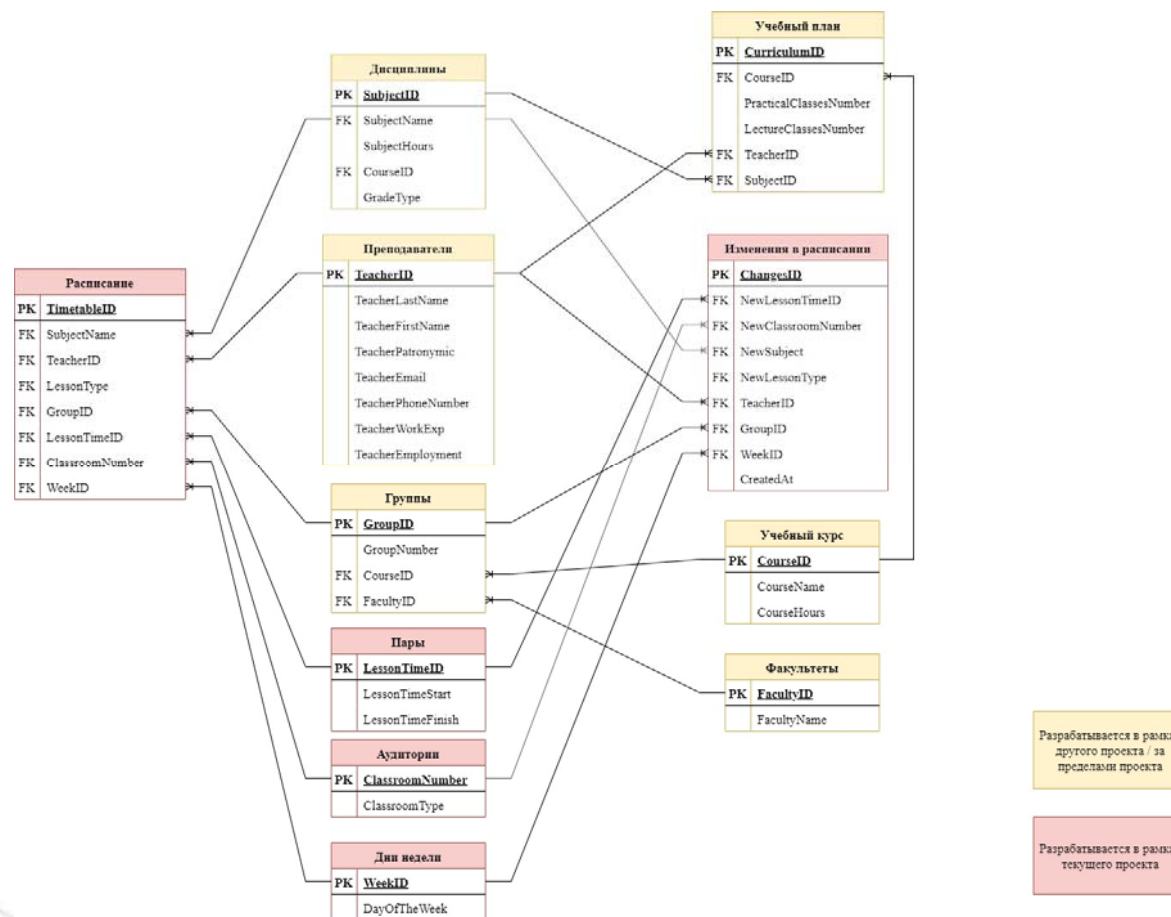 Расписание
PK TimetableID
FK SubjectName
FK TeacherID
FK LessonType
FK GroupID
FK LessonTimeID
FK ClassroomNumber
FK WeekID
Дисциплины
PK SubjectID
FK SubjectName
SubjectHours
FK CourseID
GradeType
Преподаватели
PK TeacherID
TeacherLastName
TeacherFirstName
TeacherPatronymic
TeacherEmail
TeacherPhoneNumber
TeacherWorkExp
TeacherEmployment
Группы
PK GroupID
GroupNumber
FK CourseID
FK FacultyID
Пары
PK LessonTimeID
LessonTimeStart
LessonTimeFinish
Аудитории
PK ClassroomNumber
ClassroomType
Дни недели
PK WeekID
DayOfTheWeek
Учебный план
PK CurriculumID
FK CourseID
PracticalClassesNumber
LectureClassesNumber
FK TeacherID
FK SubjectID
Изменения в расписании
PK ChangesID
FK NewLessonTimeID
FK NewClassroomNumber
FK NewSubject
FK NewLessonType
FK TeacherID
FK GroupID
FK WeekID
CreatedAt
Учебный курс
PK CourseID
CourseName
CourseHours
Факультеты
PK FacultyID
FacultyName
Разрабатывается в рамка
другого проекта / за
пределами проекта
Разрабатывается в рамка
текущего проекта